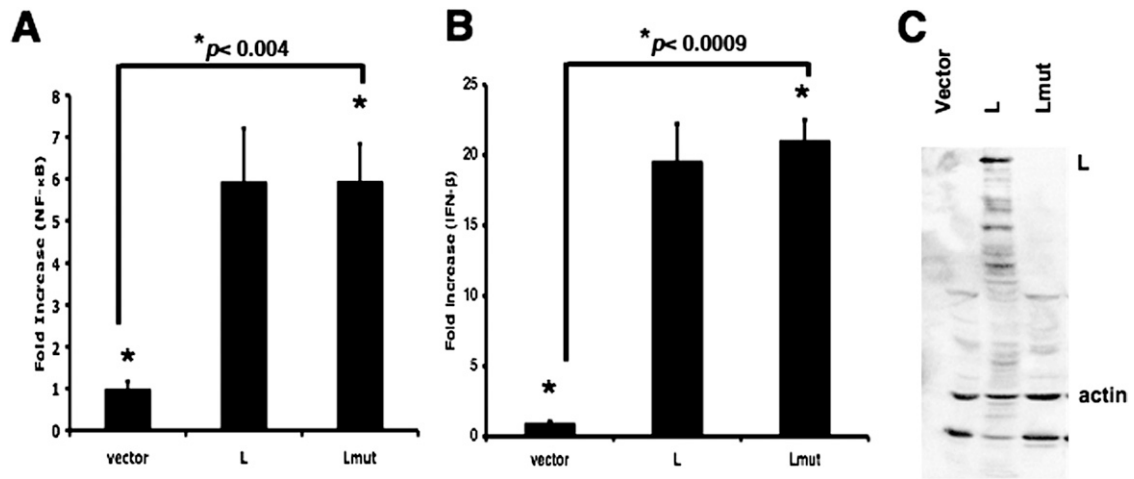 A
* p< 0.004
Fold Increase (NF-κB)
8
7
6
5
4
3
2
1
0
*
*
vector
L
Lmut
B
* p< 0.0009
Fold Increase (IFN-β)
25
20
15
10
5
0
*
*
vector
L
Lmut
C
Vector
L
Lmut
L
actin